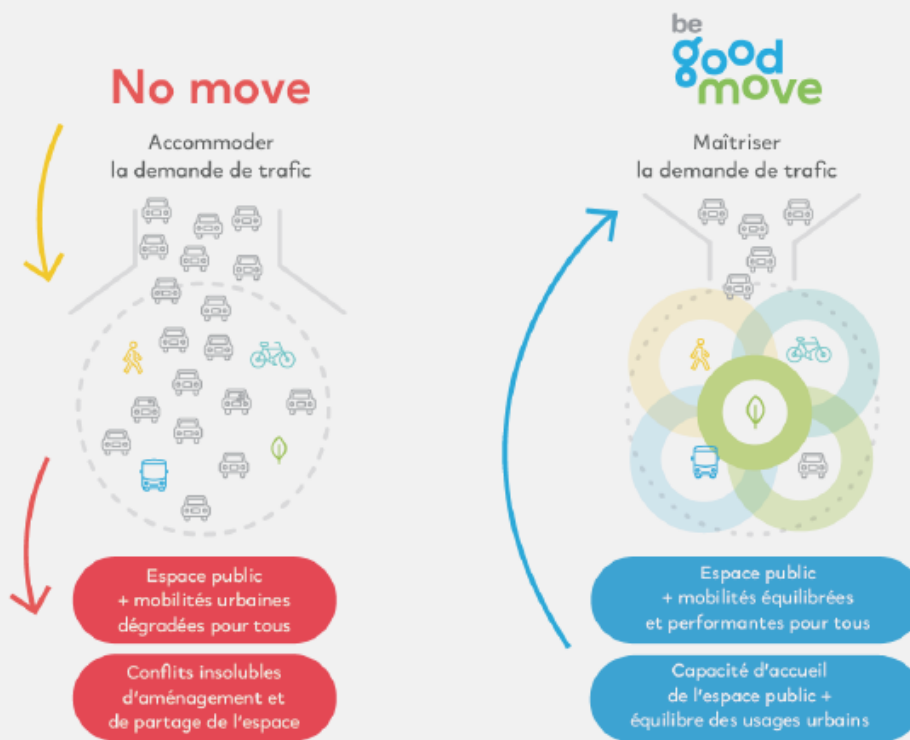 No move
Accommoder
la demande de trafic
Espace public
+ mobilités urbaines
dégradées pour tous
Conflits insolubles
d'aménagement et
de partage de l'espace
be
good
move
Maîtriser
la demande de trafic
Espace public
+ mobilités équilibrées
et performantes pour tous
Capacité d'accueil
de l'espace public +
équilibre des usages urbains